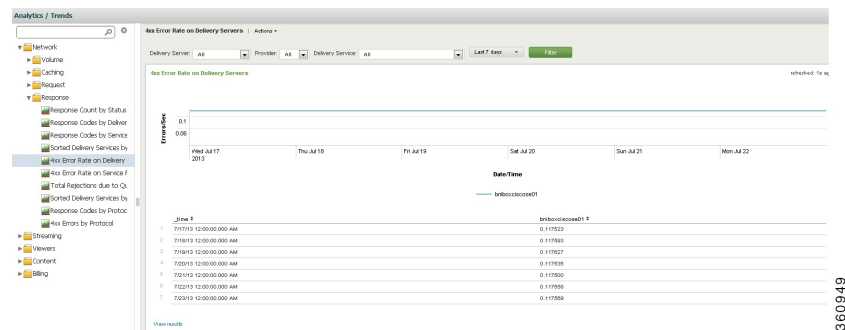 Analytics / Trends
Network
Volume
Caching
Request
Response
Response Count by Status
Response Codes by Deliver
Response Codes by Service
Sorted Delivery Services by
4xx Error Rate on Delivery
4xx Error Rate on Service F
Total Rejections due to Qu
Sorted Delivery Services by
Response Codes by Protoc
4xx Errors by Protocol
Streaming
Viewers
Content
Billing
4xx Error Rate on Delivery Servers | Actions
Delivery Server: All Provider: All Delivery Service: All Last 7 days Filter
4xx Error Rate on Delivery Servers refreshed: 1s ag
Errors/Sec
0.1
0.06
Wed Jul 17 Thu Jul 18 Fri Jul 19 Sat Jul 20 Sun Jul 21 Mon Jul 22
2013
Date/Time
bniboxciscose01
_time bniboxciscose01
1 7/17/13 12:00:00.000 AM 0.117623
2 7/18/13 12:00:00.000 AM 0.117693
3 7/19/13 12:00:00.000 AM 0.117627
4 7/20/13 12:00:00.000 AM 0.117535
5 7/21/13 12:00:00.000 AM 0.117500
6 7/22/13 12:00:00.000 AM
7 7/23/13 12:00:00.000 AM 0.117569
View results
360949